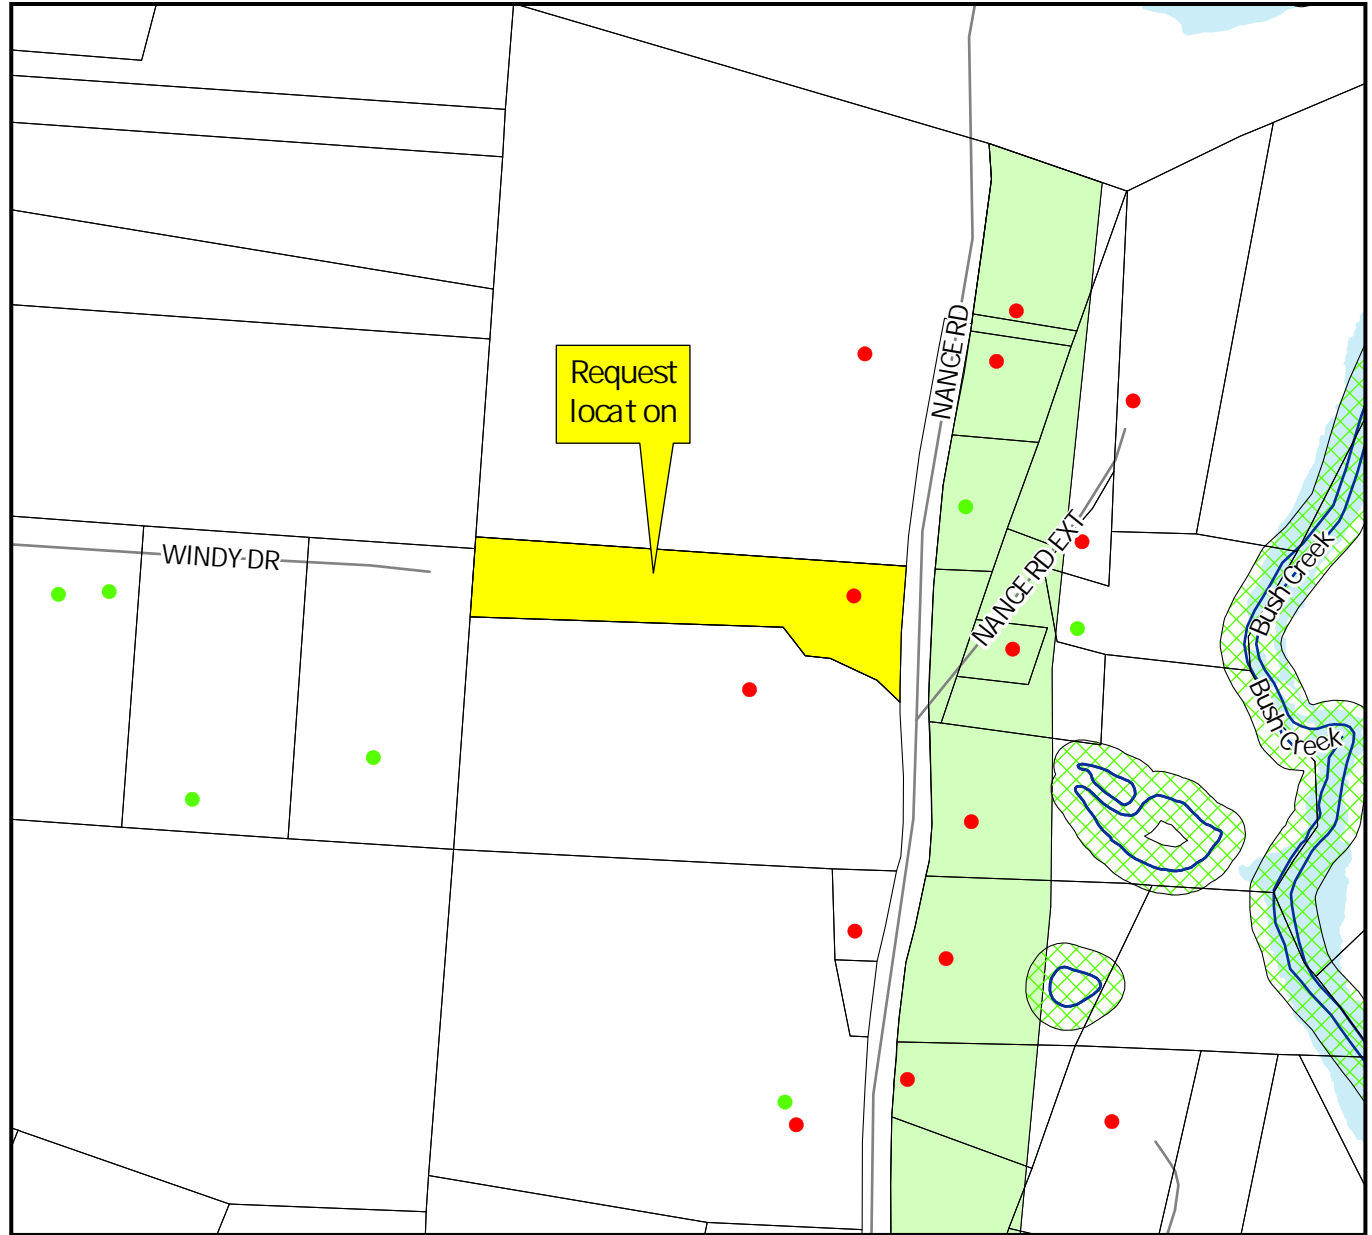 NANCE RD
Request
locat on
WINDY DR
NANCE RD EXT
Bush Creek
Bush Creek